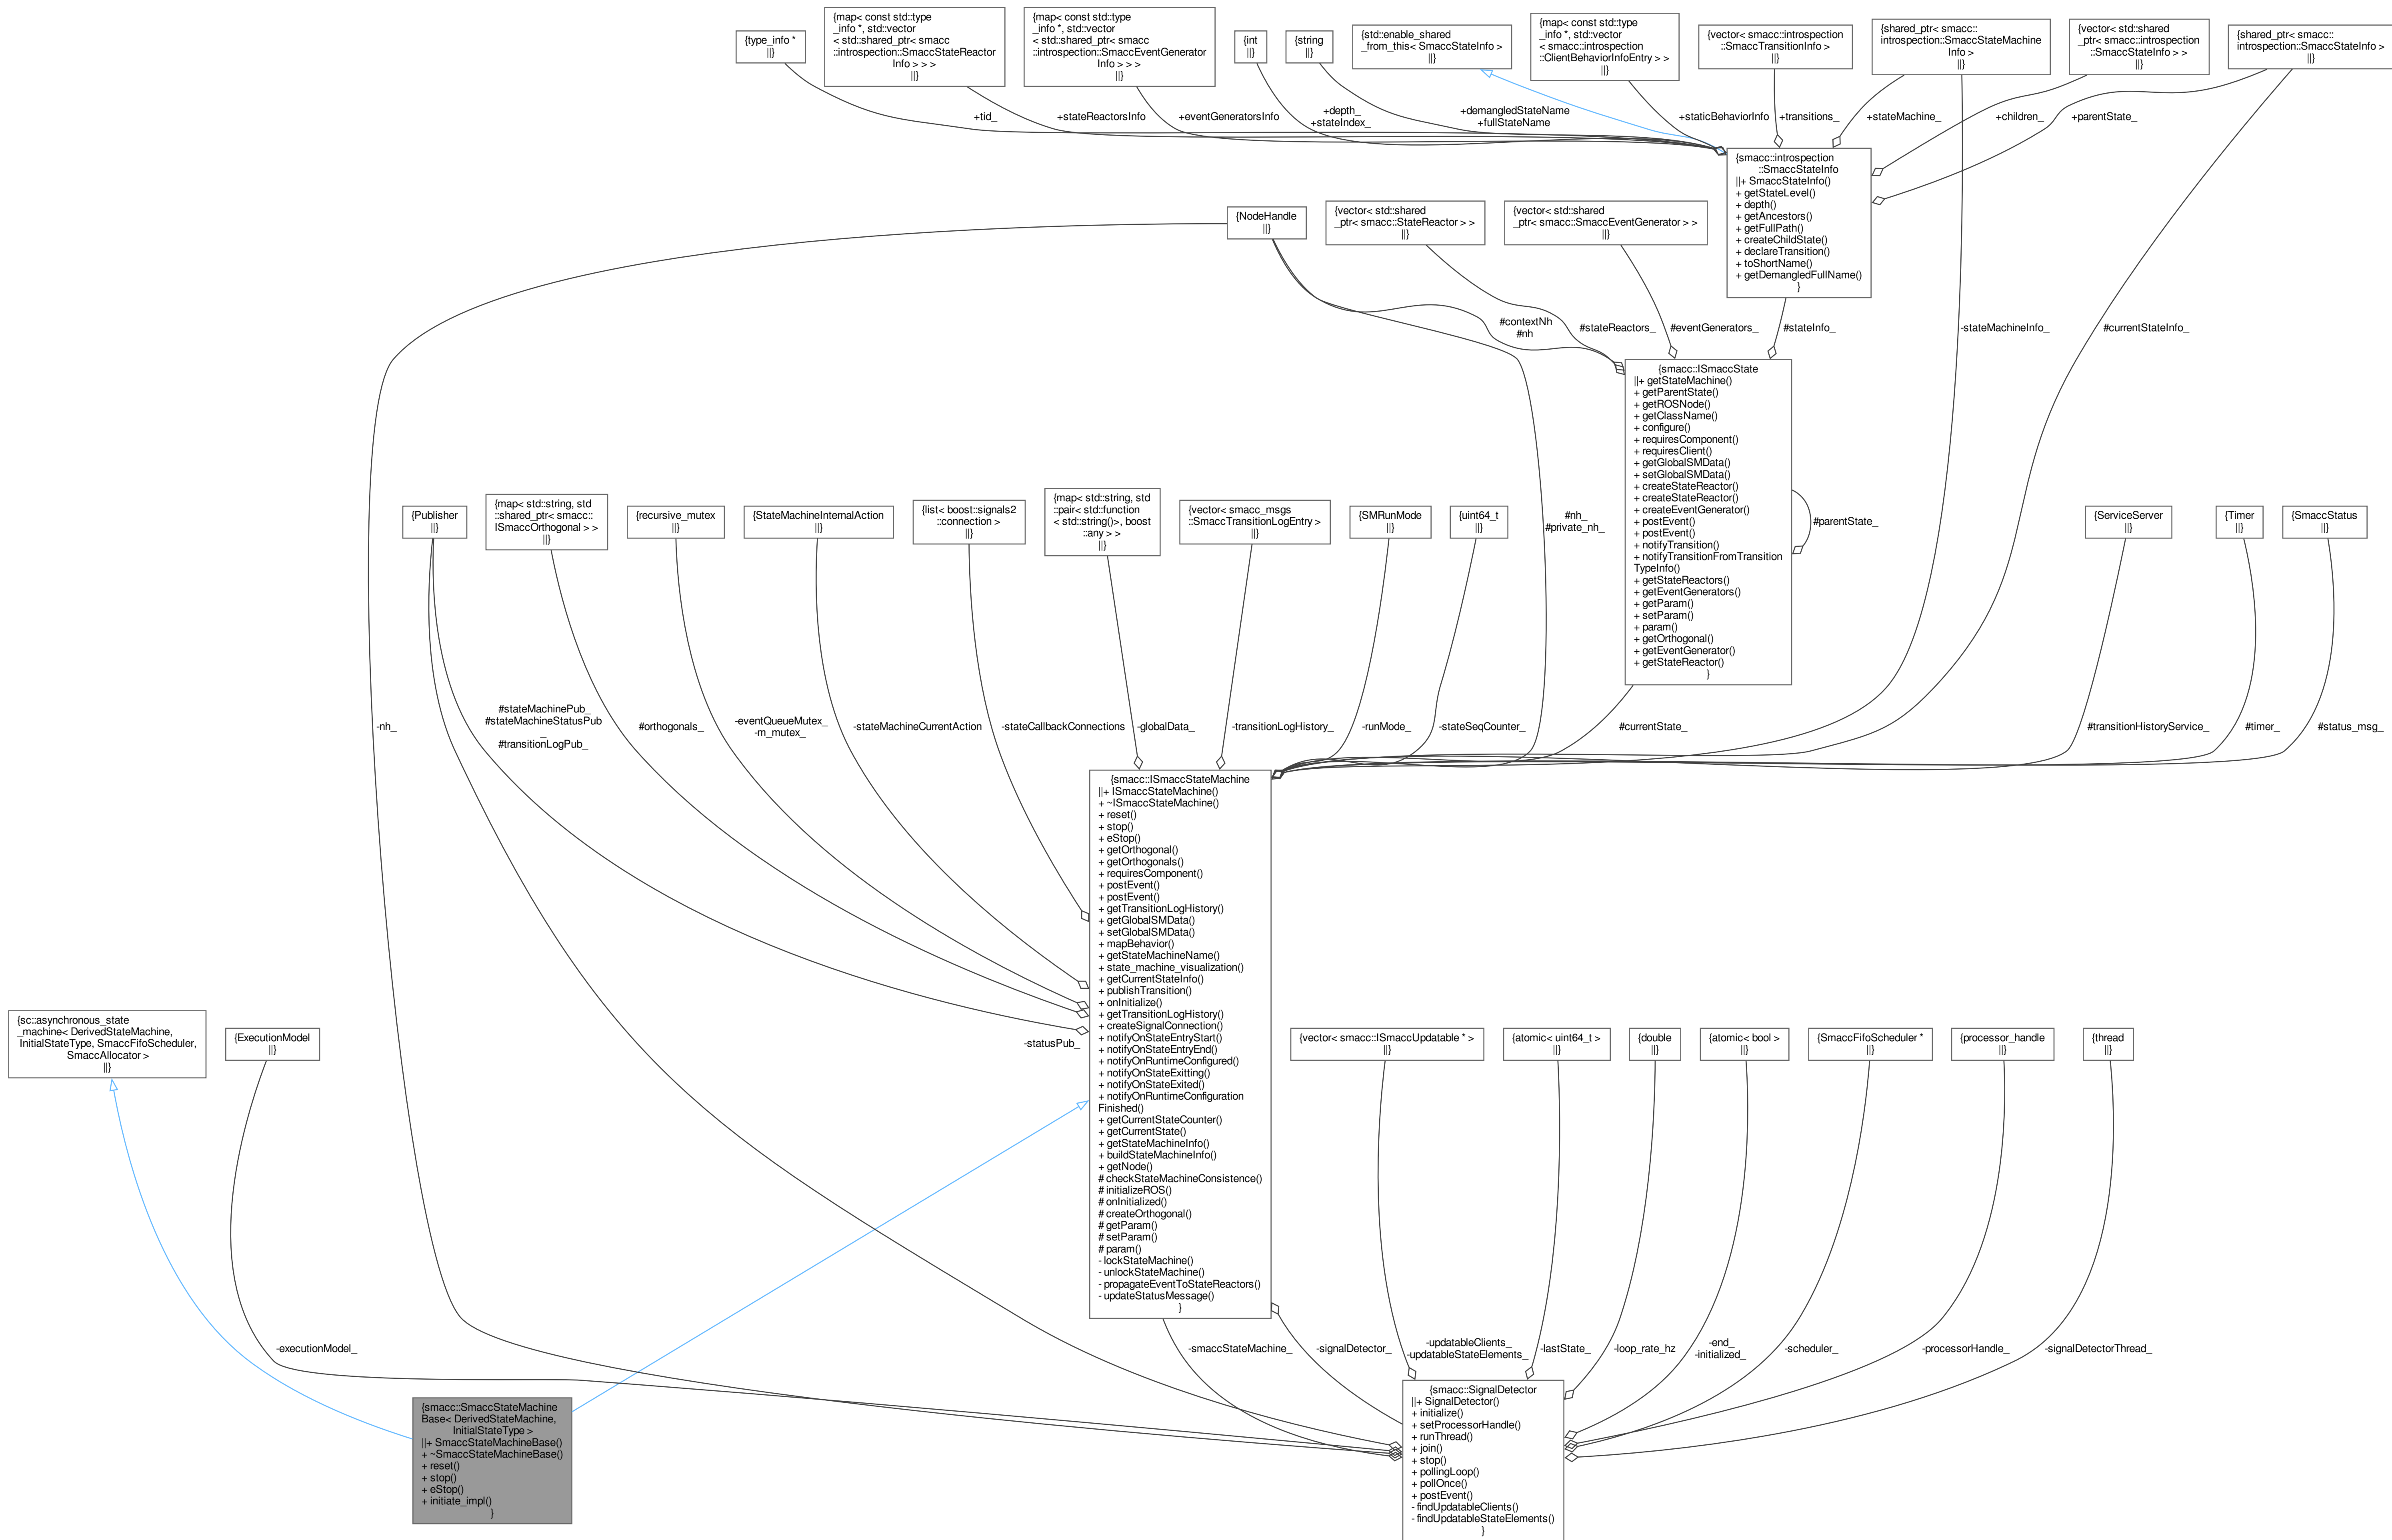 {type_info *
||}
{map< const std::type
_info *, std::vector
< std::shared_ptr< smacc
::introspection::SmaccStateReactor
Info > > >
||}
{map< const std::type
_info *, std::vector
< std::shared_ptr< smacc
::introspection::SmaccEventGenerator
Info > > >
||}
{int
||}
{string
||}
{std::enable_shared
_from_this< SmaccStateInfo >
||}
{map< const std::type
_info *, std::vector
< smacc::introspection
::ClientBehaviorInfoEntry > >
||}
{vector< smacc::introspection
::SmaccTransitionInfo >
||}
{shared_ptr< smacc::
introspection::SmaccStateMachine
Info >
||}
{vector< std::shared
_ptr< smacc::introspection
::SmaccStateInfo > >
||}
{shared_ptr< smacc::
introspection::SmaccStateInfo >
||}
+tid_
+stateReactorsInfo
+eventGeneratorsInfo
+depth_
+stateIndex_
+demangledStateName
+fullStateName
+staticBehaviorInfo
+transitions_
+stateMachine_
+children_
+parentState_
{smacc::introspection
::SmaccStateInfo
||+ SmaccStateInfo()
+ getStateLevel()
+ depth()
+ getAncestors()
+ getFullPath()
+ createChildState()
+ declareTransition()
+ toShortName()
+ getDemangledFullName()
}
{NodeHandle
||}
{vector< std::shared
_ptr< smacc::StateReactor > >
||}
{vector< std::shared
_ptr< smacc::SmaccEventGenerator > >
||}
#contextNh
#nh
#stateReactors_
#eventGenerators_
#stateInfo_
-stateMachineInfo_
#currentStateInfo_
{smacc::ISmaccState
||+ getStateMachine()
+ getParentState()
+ getROSNode()
+ getClassName()
+ configure()
+ requiresComponent()
+ requiresClient()
+ getGlobalSMData()
+ setGlobalSMData()
+ createStateReactor()
+ createStateReactor()
+ createEventGenerator()
+ postEvent()
+ postEvent()
+ notifyTransition()
+ notifyTransitionFromTransition
TypeInfo()
+ getStateReactors()
+ getEventGenerators()
+ getParam()
+ setParam()
+ param()
+ getOrthogonal()
+ getEventGenerator()
+ getStateReactor()
}
#parentState_
{Publisher
||}
{map< std::string, std
::shared_ptr< smacc::
ISmaccOrthogonal > >
||}
{recursive_mutex
||}
{StateMachineInternalAction
||}
{list< boost::signals2
::connection >
||}
{map< std::string, std
::pair< std::function
< std::string()>, boost
::any > >
||}
{vector< smacc_msgs
::SmaccTransitionLogEntry >
||}
{SMRunMode
||}
{uint64_t
||}
#nh_
#private_nh_
{ServiceServer
||}
{Timer
||}
{SmaccStatus
||}
-nh_
#stateMachinePub_
#stateMachineStatusPub
_
#transitionLogPub_
#orthogonals_
-eventQueueMutex_
-m_mutex_
-stateMachineCurrentAction
-stateCallbackConnections
-globalData_
-transitionLogHistory_
-runMode_
-stateSeqCounter_
#currentState_
#transitionHistoryService_
#timer_
#status_msg_
{smacc::ISmaccStateMachine
||+ ISmaccStateMachine()
+ ~ISmaccStateMachine()
+ reset()
+ stop()
+ eStop()
+ getOrthogonal()
+ getOrthogonals()
+ requiresComponent()
+ postEvent()
+ postEvent()
+ getTransitionLogHistory()
+ getGlobalSMData()
+ setGlobalSMData()
+ mapBehavior()
+ getStateMachineName()
+ state_machine_visualization()
+ getCurrentStateInfo()
+ publishTransition()
+ onInitialize()
+ getTransitionLogHistory()
+ createSignalConnection()
+ notifyOnStateEntryStart()
+ notifyOnStateEntryEnd()
+ notifyOnRuntimeConfigured()
+ notifyOnStateExitting()
+ notifyOnStateExited()
+ notifyOnRuntimeConfiguration
Finished()
+ getCurrentStateCounter()
+ getCurrentState()
+ getStateMachineInfo()
+ buildStateMachineInfo()
+ getNode()
# checkStateMachineConsistence()
# initializeROS()
# onInitialized()
# createOrthogonal()
# getParam()
# setParam()
# param()
- lockStateMachine()
- unlockStateMachine()
- propagateEventToStateReactors()
- updateStatusMessage()
}
{sc::asynchronous_state
_machine< DerivedStateMachine,
InitialStateType, SmaccFifoScheduler,
SmaccAllocator >
||}
{ExecutionModel
||}
-statusPub_
{vector< smacc::ISmaccUpdatable * >
||}
{atomic< uint64_t >
||}
{double
||}
{atomic< bool >
||}
{SmaccFifoScheduler *
||}
{processor_handle
||}
{thread
||}
-executionModel_
-smaccStateMachine_
-signalDetector_
-updatableClients_
-updatableStateElements_
-lastState_
-loop_rate_hz
-end_
-initialized_
-scheduler_
-processorHandle_
-signalDetectorThread_
{smacc::SmaccStateMachine
Base< DerivedStateMachine,
InitialStateType >
||+ SmaccStateMachineBase()
+ ~SmaccStateMachineBase()
+ reset()
+ stop()
+ eStop()
+ initiate_impl()
}
{smacc::SignalDetector
||+ SignalDetector()
+ initialize()
+ setProcessorHandle()
+ runThread()
+ join()
+ stop()
+ pollingLoop()
+ pollOnce()
+ postEvent()
- findUpdatableClients()
- findUpdatableStateElements()
}